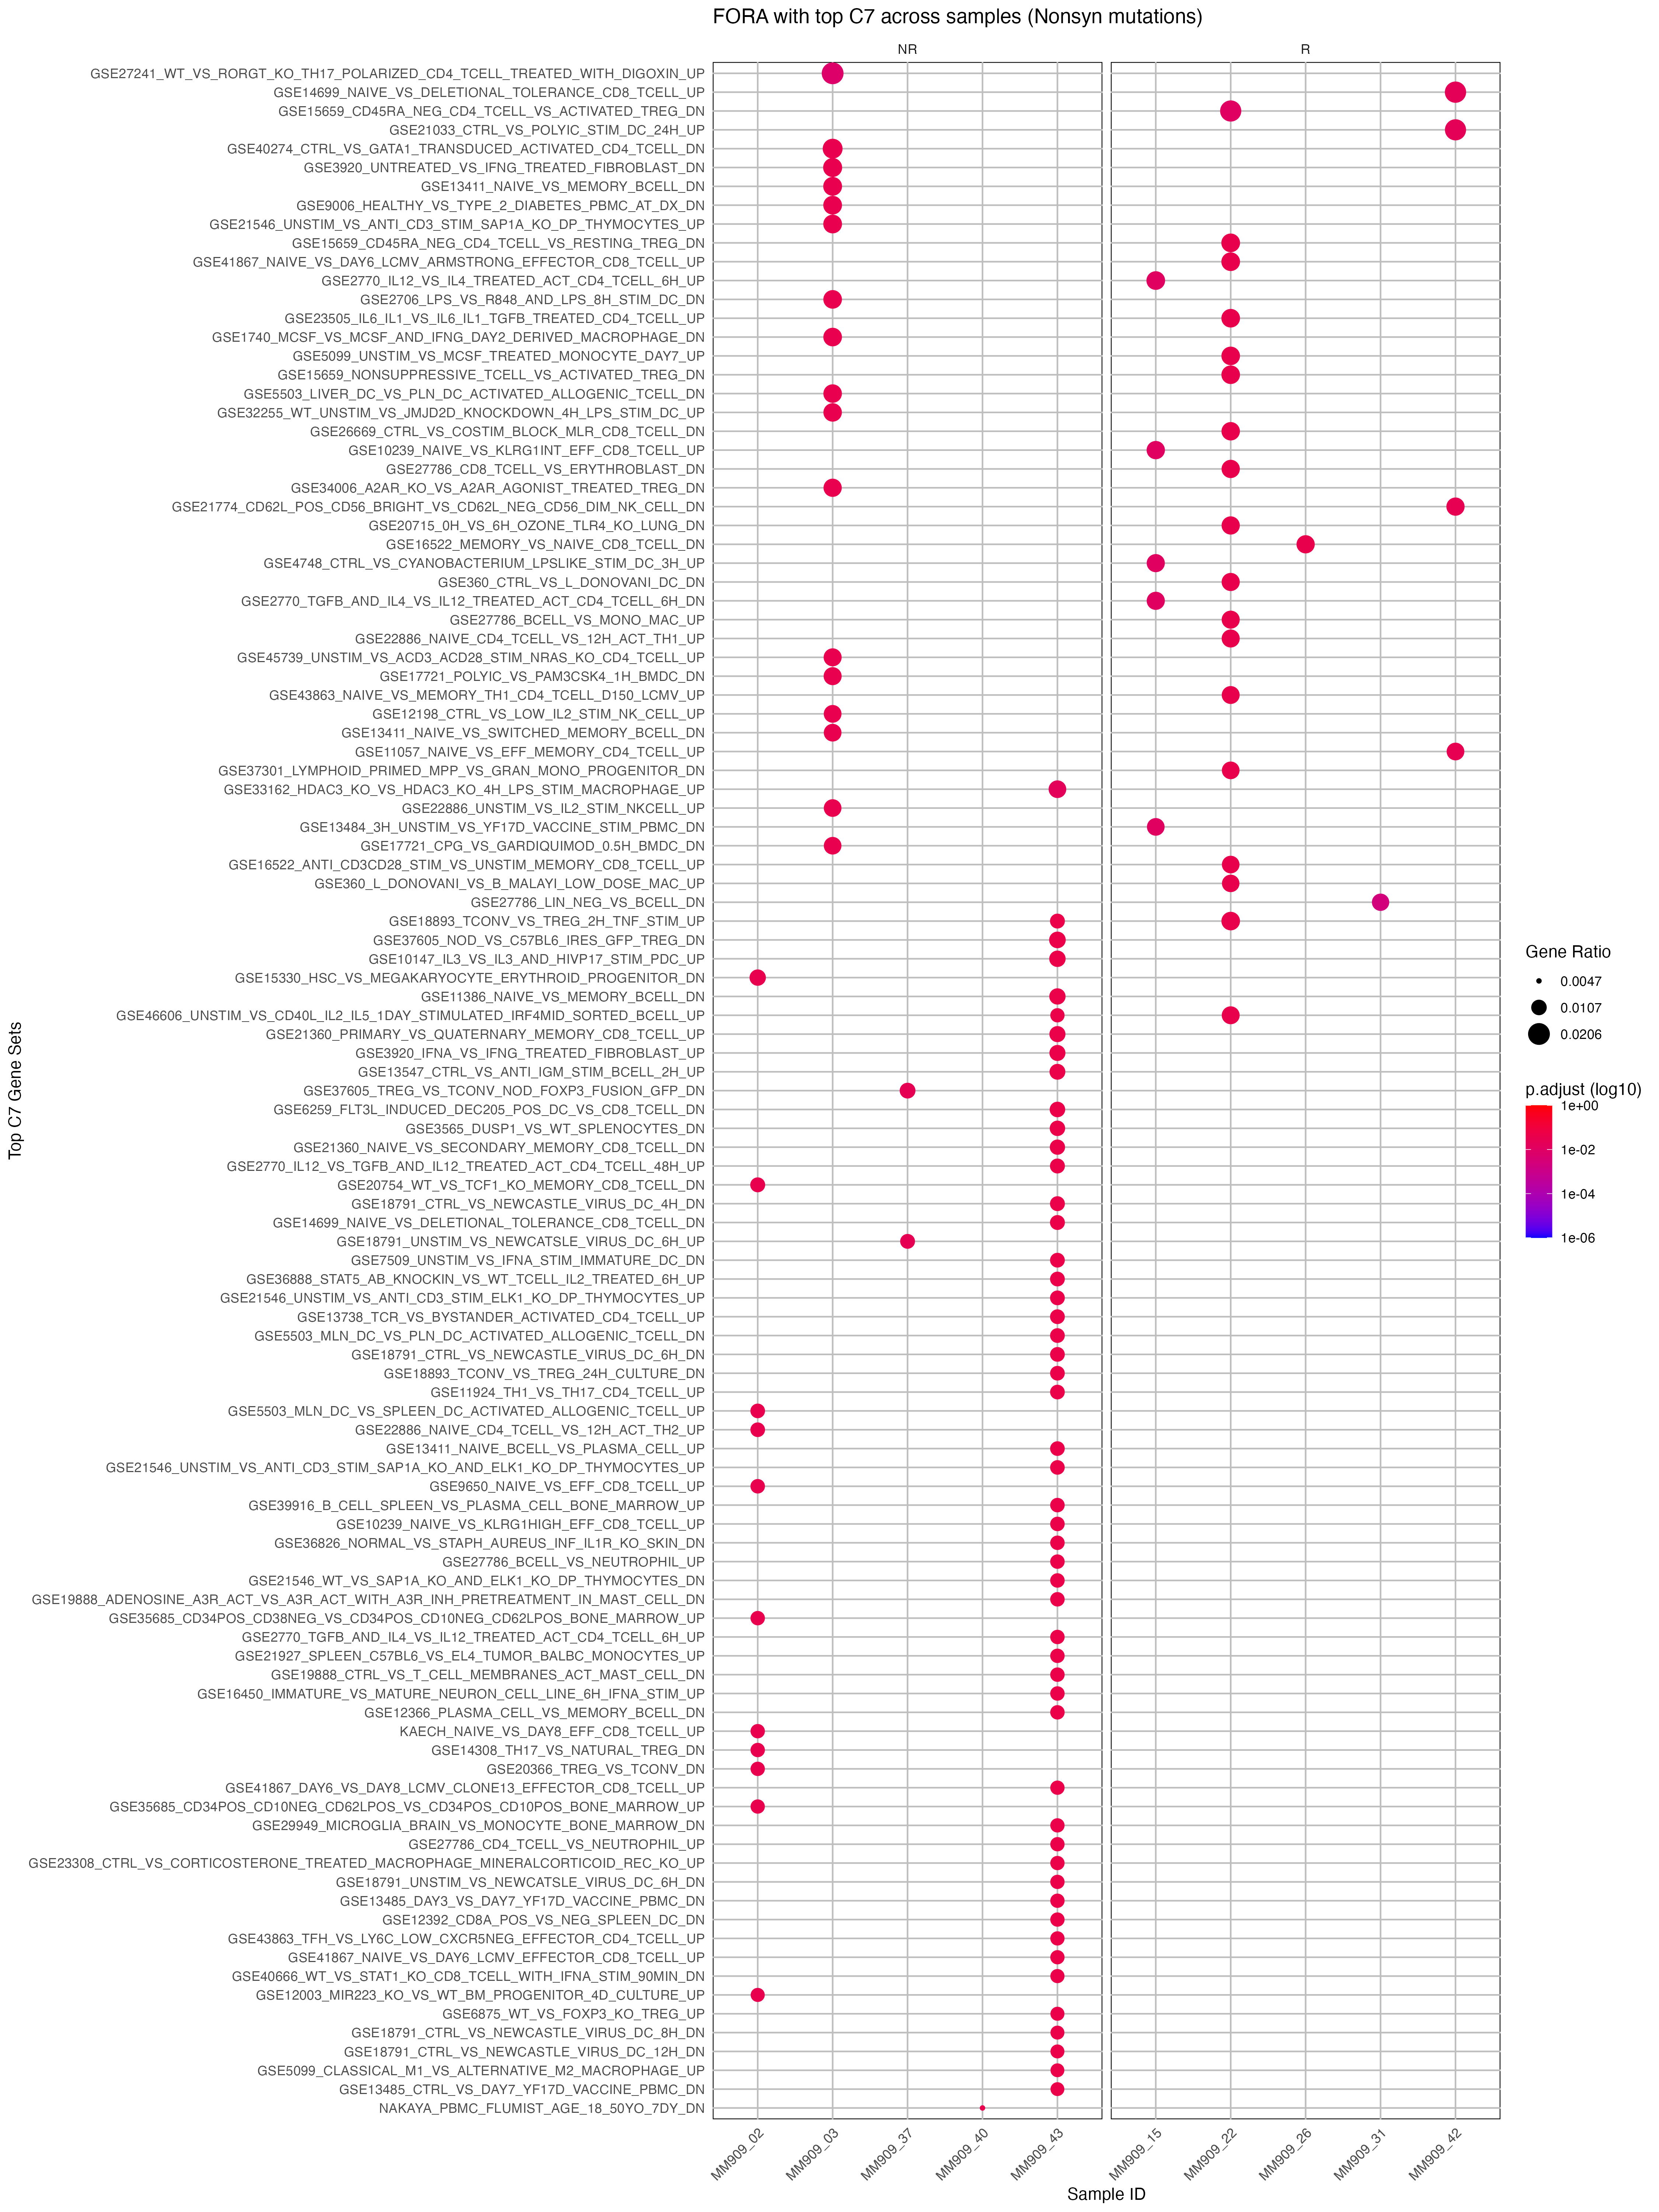 FORA with top C7 across samples (Nonsyn mutations)
NR
R
GSE27241_WT_VS_RORGT_KO_TH17_POLARIZED_CD4_TCELL_TREATED_WITH_DIGOXIN_UP
GSE14699_NAIVE_VS_DELETIONAL_TOLERANCE_CD8_TCELL_UP
GSE15659_CD45RA_NEG_CD4_TCELL_VS_ACTIVATED_TREG_DN
GSE21033_CTRL_VS_POLYIC_STIM_DC_24H_UP
GSE40274_CTRL_VS_GATA1_TRANSDUCED_ACTIVATED_CD4_TCELL_DN
GSE3920_UNTREATED_VS_IFNG_TREATED_FIBROBLAST_DN
GSE13411_NAIVE_VS_MEMORY_BCELL_DN
GSE9006_HEALTHY_VS_TYPE_2_DIABETES_PBMC_AT_DX_DN
GSE21546_UNSTIM_VS_ANTI_CD3_STIM_SAP1A_KO_DP_THYMOCYTES_UP
GSE15659_CD45RA_NEG_CD4_TCELL_VS_RESTING_TREG_DN
GSE41867_NAIVE_VS_DAY6_LCMV_ARMSTRONG_EFFECTOR_CD8_TCELL_UP
GSE2770_IL12_VS_IL4_TREATED_ACT_CD4_TCELL_6H_UP
GSE2706_LPS_VS_R848_AND_LPS_8H_STIM_DC_DN
GSE23505_IL6_IL1_VS_IL6_IL1_TGFB_TREATED_CD4_TCELL_UP
GSE1740_MCSF_VS_MCSF_AND_IFNG_DAY2_DERIVED_MACROPHAGE_DN
GSE5099_UNSTIM_VS_MCSF_TREATED_MONOCYTE_DAY7_UP
GSE15659_NONSUPPRESSIVE_TCELL_VS_ACTIVATED_TREG_DN
GSE5503_LIVER_DC_VS_PLN_DC_ACTIVATED_ALLOGENIC_TCELL_DN
GSE32255_WT_UNSTIM_VS_JMJD2D_KNOCKDOWN_4H_LPS_STIM_DC_UP
GSE26669_CTRL_VS_COSTIM_BLOCK_MLR_CD8_TCELL_DN
GSE10239_NAIVE_VS_KLRG1INT_EFF_CD8_TCELL_UP
GSE27786_CD8_TCELL_VS_ERYTHROBLAST_DN
GSE34006_A2AR_KO_VS_A2AR_AGONIST_TREATED_TREG_DN
GSE21774_CD62L_POS_CD56_BRIGHT_VS_CD62L_NEG_CD56_DIM_NK_CELL_DN
GSE20715_0H_VS_6H_OZONE_TLR4_KO_LUNG_DN
GSE16522_MEMORY_VS_NAIVE_CD8_TCELL_DN
GSE4748_CTRL_VS_CYANOBACTERIUM_LPSLIKE_STIM_DC_3H_UP
GSE360_CTRL_VS_L_DONOVANI_DC_DN
GSE2770_TGFB_AND_IL4_VS_IL12_TREATED_ACT_CD4_TCELL_6H_DN
GSE27786_BCELL_VS_MONO_MAC_UP
GSE22886_NAIVE_CD4_TCELL_VS_12H_ACT_TH1_UP
GSE45739_UNSTIM_VS_ACD3_ACD28_STIM_NRAS_KO_CD4_TCELL_UP
GSE17721_POLYIC_VS_PAM3CSK4_1H_BMDC_DN
GSE43863_NAIVE_VS_MEMORY_TH1_CD4_TCELL_D150_LCMV_UP
GSE12198_CTRL_VS_LOW_IL2_STIM_NK_CELL_UP
GSE13411_NAIVE_VS_SWITCHED_MEMORY_BCELL_DN
GSE11057_NAIVE_VS_EFF_MEMORY_CD4_TCELL_UP
GSE37301_LYMPHOID_PRIMED_MPP_VS_GRAN_MONO_PROGENITOR_DN
GSE33162_HDAC3_KO_VS_HDAC3_KO_4H_LPS_STIM_MACROPHAGE_UP
GSE22886_UNSTIM_VS_IL2_STIM_NKCELL_UP
GSE13484_3H_UNSTIM_VS_YF17D_VACCINE_STIM_PBMC_DN
GSE17721_CPG_VS_GARDIQUIMOD_0.5H_BMDC_DN
GSE16522_ANTI_CD3CD28_STIM_VS_UNSTIM_MEMORY_CD8_TCELL_UP
GSE360_L_DONOVANI_VS_B_MALAYI_LOW_DOSE_MAC_UP
GSE27786_LIN_NEG_VS_BCELL_DN
GSE18893_TCONV_VS_TREG_2H_TNF_STIM_UP
GSE37605_NOD_VS_C57BL6_IRES_GFP_TREG_DN
GSE10147_IL3_VS_IL3_AND_HIVP17_STIM_PDC_UP
GSE15330_HSC_VS_MEGAKARYOCYTE_ERYTHROID_PROGENITOR_DN
GSE11386_NAIVE_VS_MEMORY_BCELL_DN
GSE46606_UNSTIM_VS_CD40L_IL2_IL5_1DAY_STIMULATED_IRF4MID_SORTED_BCELL_UP
GSE21360_PRIMARY_VS_QUATERNARY_MEMORY_CD8_TCELL_UP
GSE3920_IFNA_VS_IFNG_TREATED_FIBROBLAST_UP
GSE13547_CTRL_VS_ANTI_IGM_STIM_BCELL_2H_UP
GSE37605_TREG_VS_TCONV_NOD_FOXP3_FUSION_GFP_DN
GSE6259_FLT3L_INDUCED_DEC205_POS_DC_VS_CD8_TCELL_DN
GSE3565_DUSP1_VS_WT_SPLENOCYTES_DN
GSE21360_NAIVE_VS_SECONDARY_MEMORY_CD8_TCELL_DN
GSE2770_IL12_VS_TGFB_AND_IL12_TREATED_ACT_CD4_TCELL_48H_UP
GSE20754_WT_VS_TCF1_KO_MEMORY_CD8_TCELL_DN
GSE18791_CTRL_VS_NEWCASTLE_VIRUS_DC_4H_DN
GSE14699_NAIVE_VS_DELETIONAL_TOLERANCE_CD8_TCELL_DN
GSE18791_UNSTIM_VS_NEWCATSLE_VIRUS_DC_6H_UP
GSE7509_UNSTIM_VS_IFNA_STIM_IMMATURE_DC_DN
GSE36888_STAT5_AB_KNOCKIN_VS_WT_TCELL_IL2_TREATED_6H_UP
GSE21546_UNSTIM_VS_ANTI_CD3_STIM_ELK1_KO_DP_THYMOCYTES_UP
GSE13738_TCR_VS_BYSTANDER_ACTIVATED_CD4_TCELL_UP
GSE5503_MLN_DC_VS_PLN_DC_ACTIVATED_ALLOGENIC_TCELL_DN
GSE18791_CTRL_VS_NEWCASTLE_VIRUS_DC_6H_DN
GSE18893_TCONV_VS_TREG_24H_CULTURE_DN
GSE11924_TH1_VS_TH17_CD4_TCELL_UP
GSE5503_MLN_DC_VS_SPLEEN_DC_ACTIVATED_ALLOGENIC_TCELL_UP
GSE22886_NAIVE_CD4_TCELL_VS_12H_ACT_TH2_UP
GSE13411_NAIVE_BCELL_VS_PLASMA_CELL_UP
GSE21546_UNSTIM_VS_ANTI_CD3_STIM_SAP1A_KO_AND_ELK1_KO_DP_THYMOCYTES_UP
GSE9650_NAIVE_VS_EFF_CD8_TCELL_UP
GSE39916_B_CELL_SPLEEN_VS_PLASMA_CELL_BONE_MARROW_UP
GSE10239_NAIVE_VS_KLRG1HIGH_EFF_CD8_TCELL_UP
GSE36826_NORMAL_VS_STAPH_AUREUS_INF_IL1R_KO_SKIN_DN
GSE27786_BCELL_VS_NEUTROPHIL_UP
GSE21546_WT_VS_SAP1A_KO_AND_ELK1_KO_DP_THYMOCYTES_DN
GSE19888_ADENOSINE_A3R_ACT_VS_A3R_ACT_WITH_A3R_INH_PRETREATMENT_IN_MAST_CELL_DN
GSE35685_CD34POS_CD38NEG_VS_CD34POS_CD10NEG_CD62LPOS_BONE_MARROW_UP
GSE2770_TGFB_AND_IL4_VS_IL12_TREATED_ACT_CD4_TCELL_6H_UP
GSE21927_SPLEEN_C57BL6_VS_EL4_TUMOR_BALBC_MONOCYTES_UP
GSE19888_CTRL_VS_T_CELL_MEMBRANES_ACT_MAST_CELL_DN
GSE16450_IMMATURE_VS_MATURE_NEURON_CELL_LINE_6H_IFNA_STIM_UP
GSE12366_PLASMA_CELL_VS_MEMORY_BCELL_DN
KAECH_NAIVE_VS_DAY8_EFF_CD8_TCELL_UP
GSE14308_TH17_VS_NATURAL_TREG_DN
GSE20366_TREG_VS_TCONV_DN
GSE41867_DAY6_VS_DAY8_LCMV_CLONE13_EFFECTOR_CD8_TCELL_UP
GSE35685_CD34POS_CD10NEG_CD62LPOS_VS_CD34POS_CD10POS_BONE_MARROW_UP
GSE29949_MICROGLIA_BRAIN_VS_MONOCYTE_BONE_MARROW_DN
GSE27786_CD4_TCELL_VS_NEUTROPHIL_UP
GSE23308_CTRL_VS_CORTICOSTERONE_TREATED_MACROPHAGE_MINERALCORTICOID_REC_KO_UP
GSE18791_UNSTIM_VS_NEWCATSLE_VIRUS_DC_6H_DN
GSE13485_DAY3_VS_DAY7_YF17D_VACCINE_PBMC_DN
GSE12392_CD8A_POS_VS_NEG_SPLEEN_DC_DN
GSE43863_TFH_VS_LY6C_LOW_CXCR5NEG_EFFECTOR_CD4_TCELL_UP
GSE41867_NAIVE_VS_DAY6_LCMV_EFFECTOR_CD8_TCELL_UP
GSE40666_WT_VS_STAT1_KO_CD8_TCELL_WITH_IFNA_STIM_90MIN_DN
GSE12003_MIR223_KO_VS_WT_BM_PROGENITOR_4D_CULTURE_UP
GSE6875_WT_VS_FOXP3_KO_TREG_UP
GSE18791_CTRL_VS_NEWCASTLE_VIRUS_DC_8H_DN
GSE18791_CTRL_VS_NEWCASTLE_VIRUS_DC_12H_DN
GSE5099_CLASSICAL_M1_VS_ALTERNATIVE_M2_MACROPHAGE_UP
GSE13485_CTRL_VS_DAY7_YF17D_VACCINE_PBMC_DN
NAKAYA_PBMC_FLUMIST_AGE_18_50YO_7DY_DN
Top C7 Gene Sets
MM909_02
MM909_03
MM909_37
MM909_40
MM909_43
MM909_15
MM909_22
MM909_26
MM909_31
MM909_42
Sample ID
Gene Ratio
0.0047
0.0107
0.0206
p.adjust (log10)
1e+00
1e-02
1e-04
1e-06